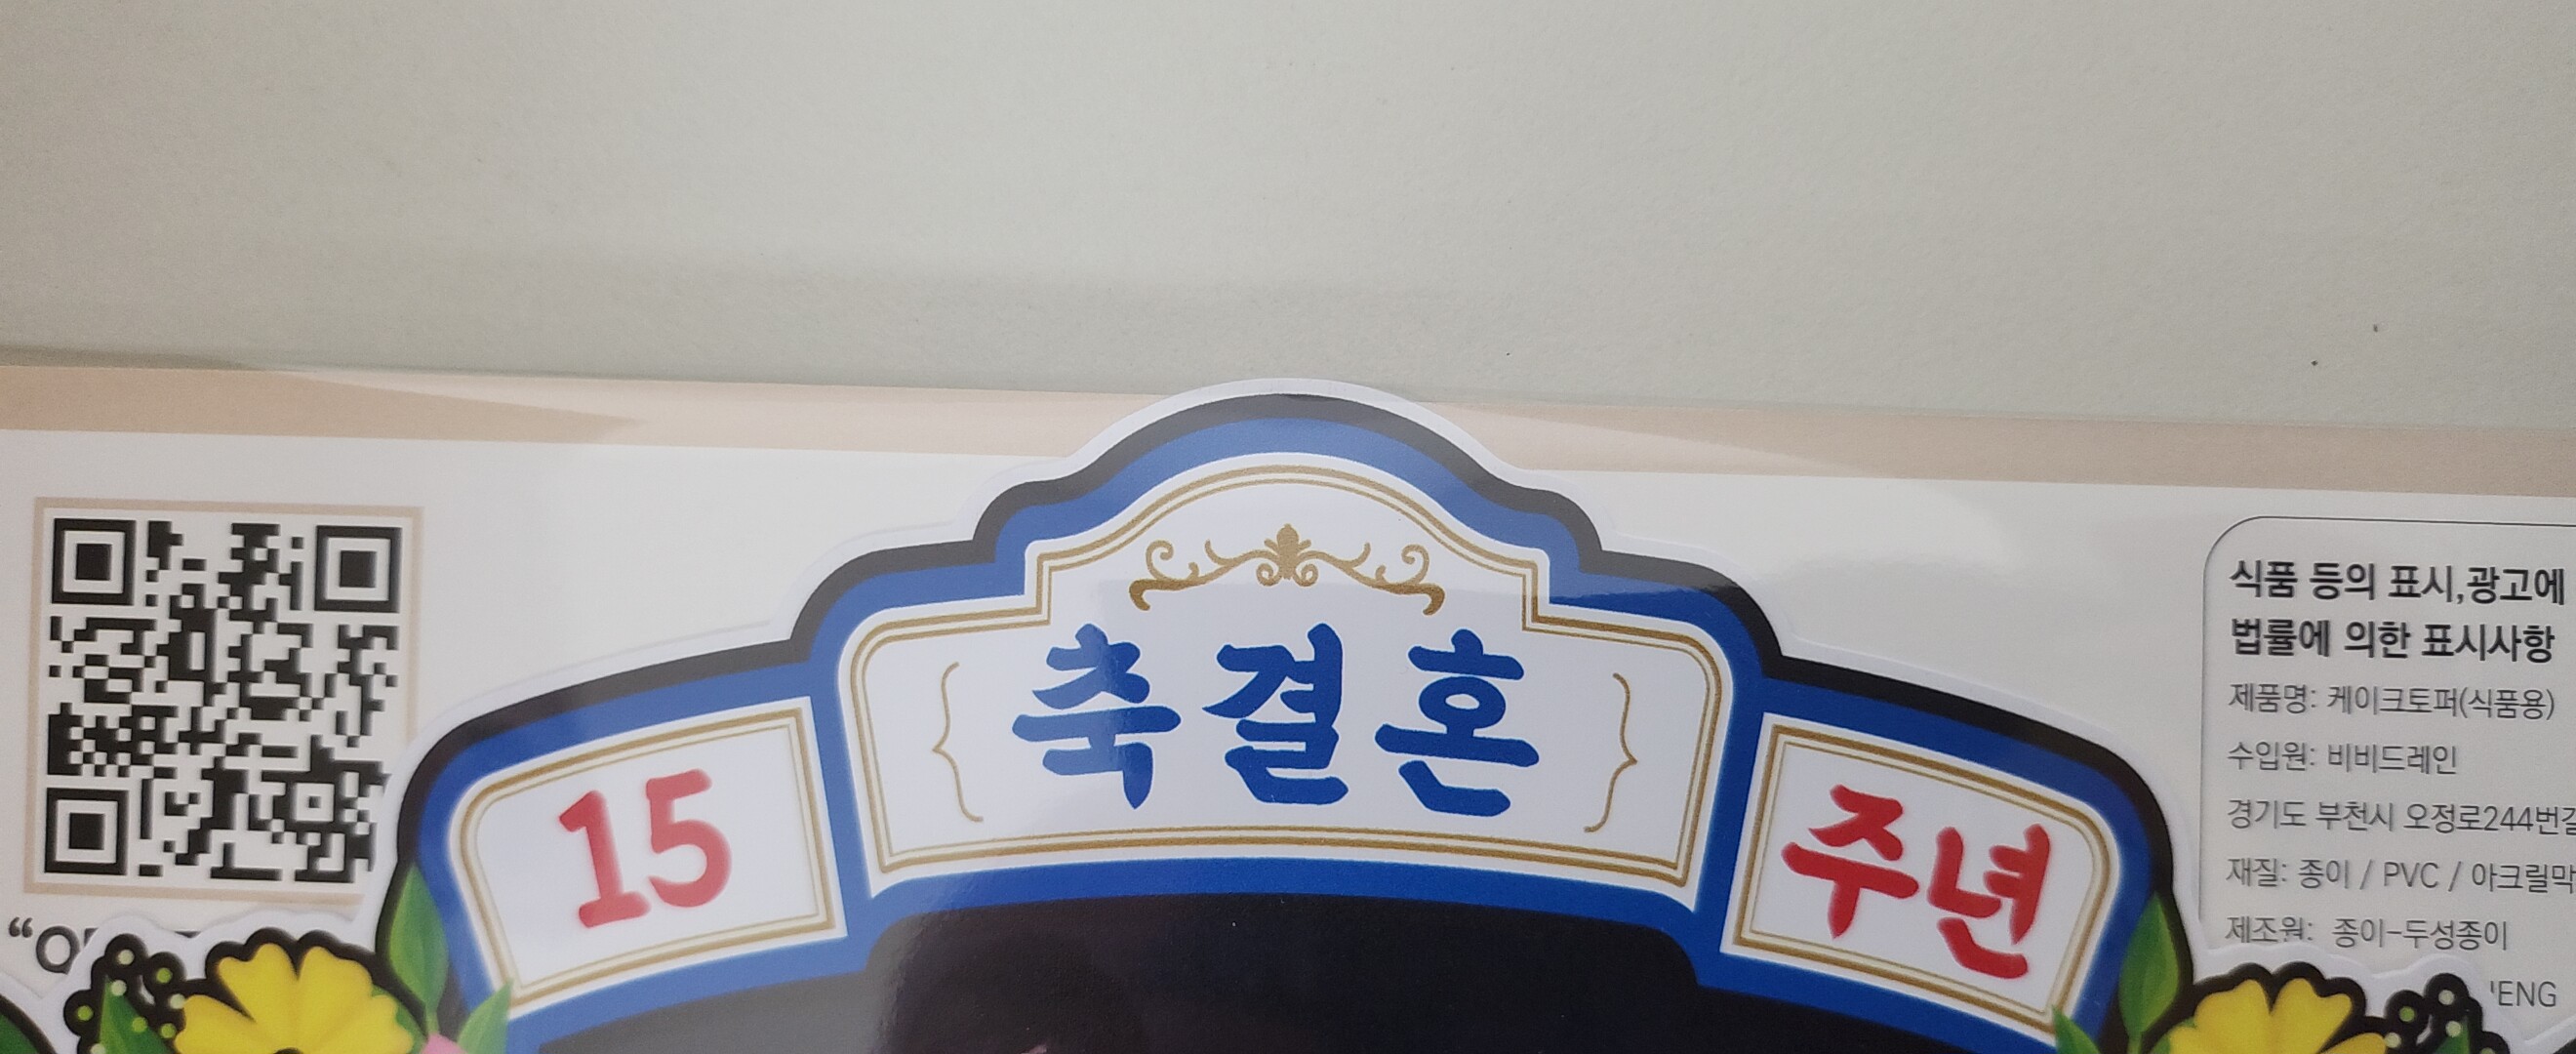 15 축결혼 주년
식품 등의 표시,광고에
법률에 의한 표시사항
제품명: 케이크토퍼(식품용)
수입원: 비비드레인
경기도 부천시 오정로244번길
재질: 종이 / PVC / 아크릴막
제조원: 종이-두성종이